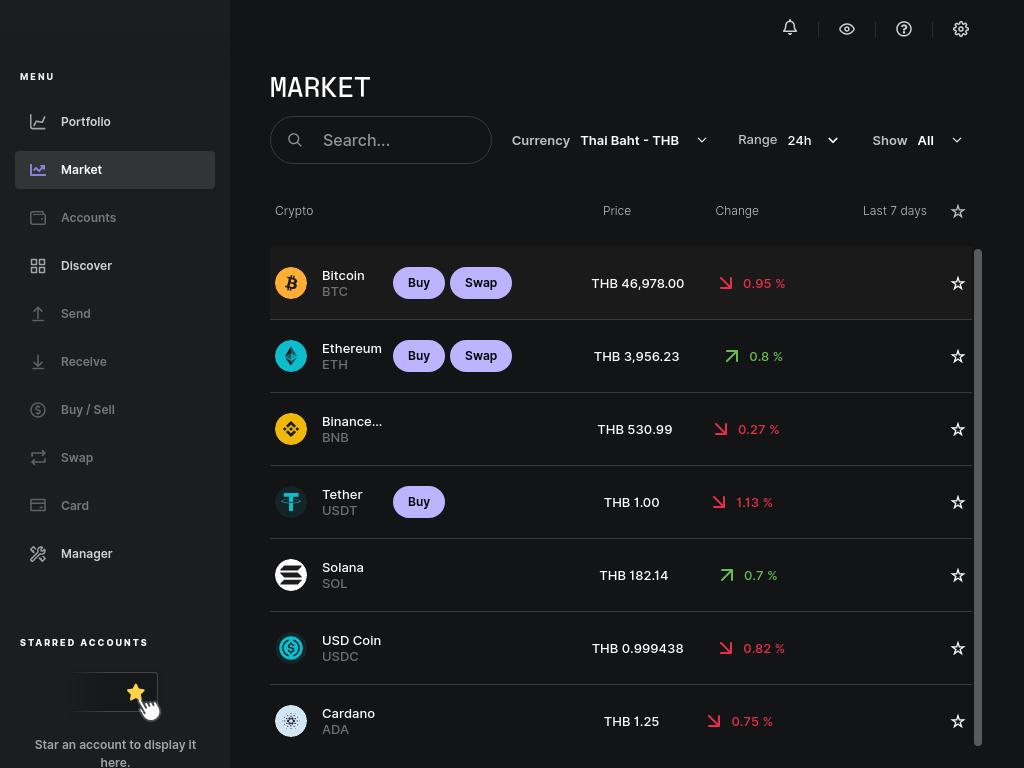 MENU
Portfolio
Market
Accounts
Discover
Send
Receive
Buy / Sell
Swap
Card
Manager
STARRED ACCOUNTS
Star an account to display it
here.
MARKET
Search...
Currency Thai Baht - THB
Range 24h
Show All
Crypto Price Change Last 7 days
Bitcoin
BTC
Buy Swap THB 46,978.00 0.95 %
Ethereum
ETH
Buy Swap THB 3,956.23 0.8 %
Binance...
BNB
THB 530.99 0.27 %
Tether
USDT
Buy THB 1.00 1.13 %
Solana
SOL
THB 182.14 0.7 %
USD Coin
USDC
THB 0.999438 0.82 %
Cardano
ADA
THB 1.25 0.75 %